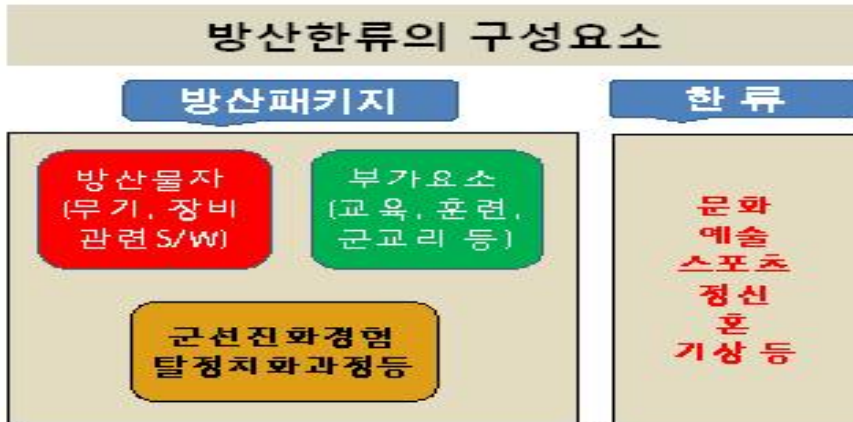 방산한류의 구성요소
방산패키지
한 류
방산물자
(무기, 장비
관련S/W)
부가요소
(교육, 훈련,
군교리 등)
군선진화경험
탈정치화과정등
문화
예술
스포츠
정신
혼
기상 등